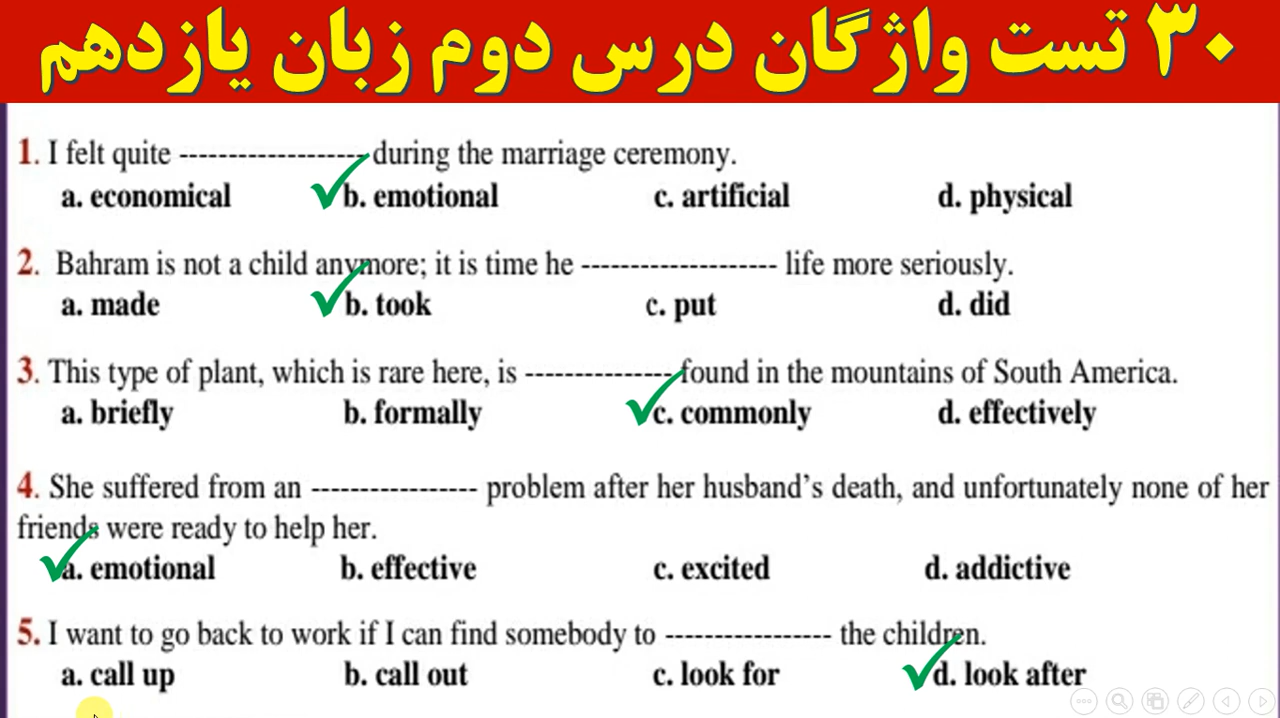 ۳۰ تست واژگان درس دوم زبان یازدهم
1. I felt quite ------------------- during the marriage ceremony.
a. economical b. emotional c. artificial d. physical
2. Bahram is not a child anymore; it is time he -------------------- life more seriously.
a. made b. took c. put d. did
3. This type of plant, which is rare here, is --------------- found in the mountains of South America.
a. briefly b. formally c. commonly d. effectively
4. She suffered from an ----------------- problem after her husband’s death, and unfortunately none of her
friends were ready to help her.
a. emotional b. effective c. excited d. addictive
5. I want to go back to work if I can find somebody to ----------------- the children.
a. call up b. call out c. look for d. look after